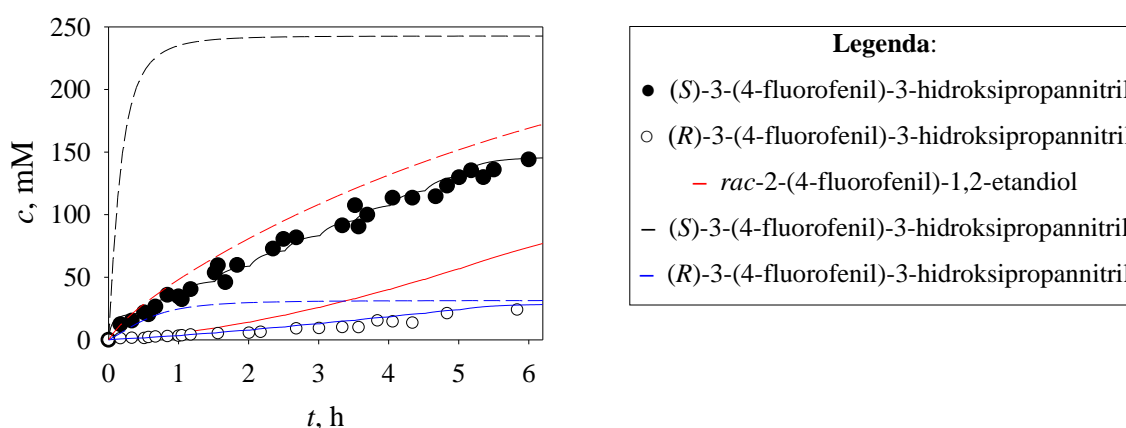 250
200
150
100
50
0
c, mM
0 1 2 3 4 5 6
t, h
Legenda:
(S)-3-(4-fluorofenil)-3-hidroksipropannitril
(R)-3-(4-fluorofenil)-3-hidroksipropannitril
rac-2-(4-fluorofenil)-1,2-etandiol
(S)-3-(4-fluorofenil)-3-hidroksipropannitril
(R)-3-(4-fluorofenil)-3-hidroksipropannitril